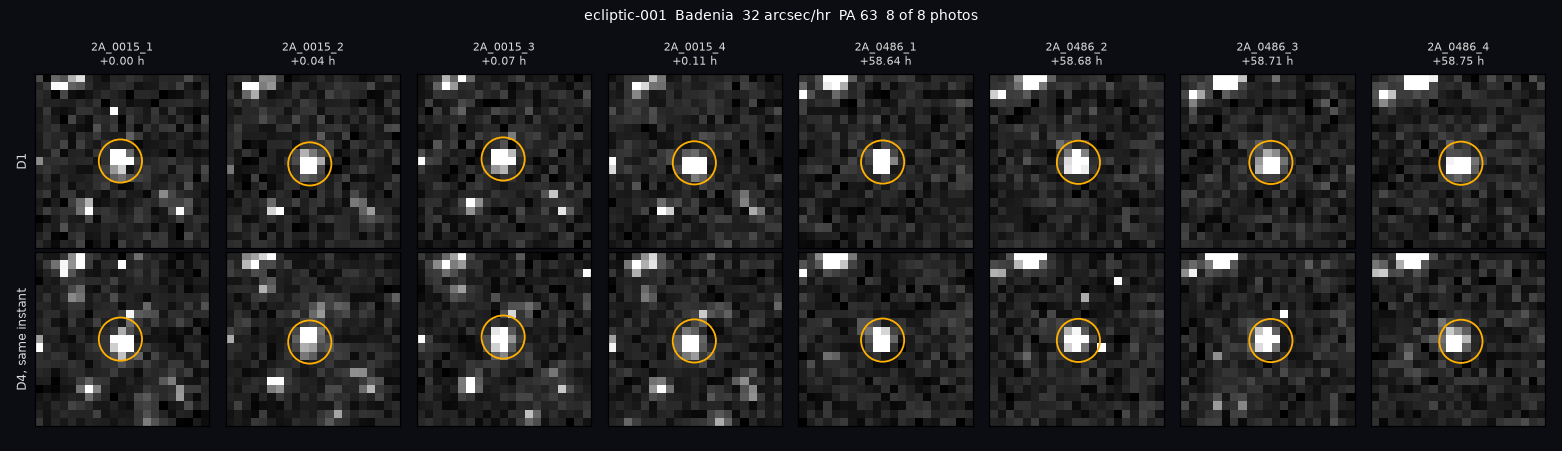 ecliptic-001 Badenia 32 arcsec/hr PA 63 8 of 8 photos
2A_0015_1 2A_0015_2 2A_0015_3 2A_0015_4 2A_0486_1 2A_0486_2 2A_0486_3 2A_0486_4
+0.00 h +0.04 h +0.07 h +0.11 h +58.64 h +58.68 h +58.71 h +58.75 h
D1
D4, same instant